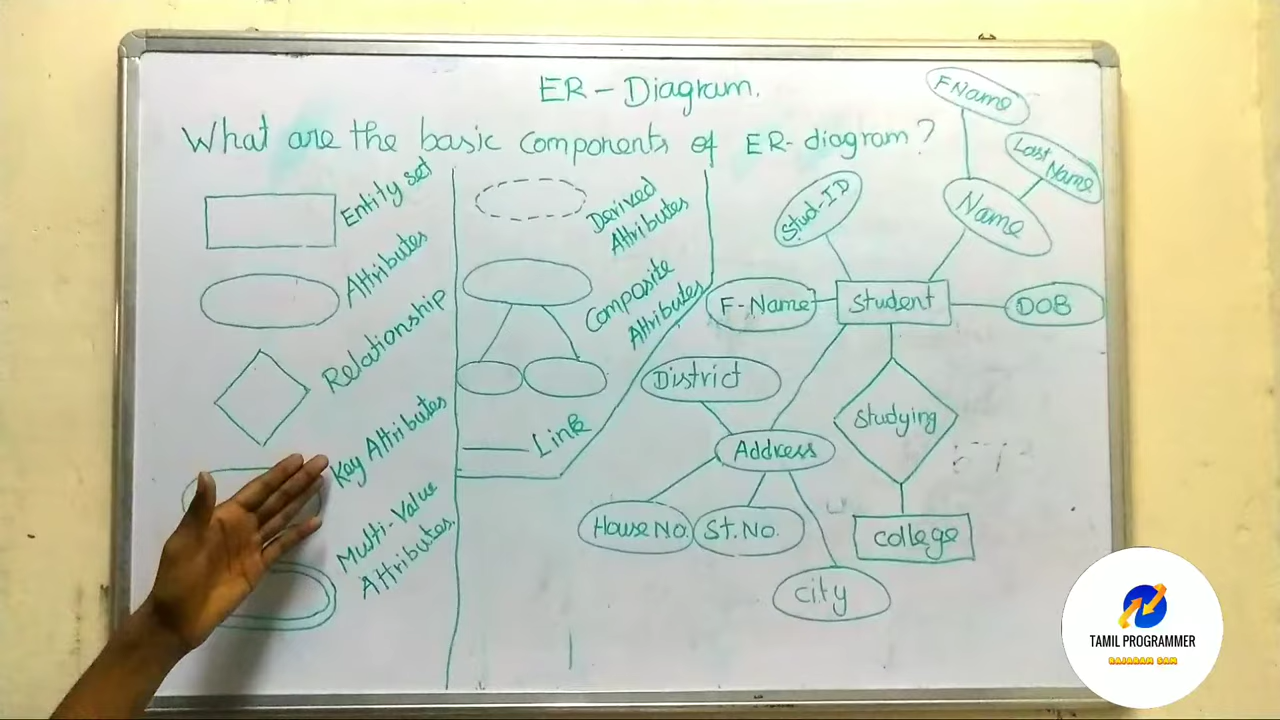 ER - Diagram.
What are the basic components of ER-diagram?
Entity set
Attributes
Relationship
Key Attributes
Multi-Value
Attributes.
Derived
Attributes
Composite
Attributes
Link
FName
Last
Name
Stud-ID
Name
F-Name
Student
DOB
District
Studying
Address
House No.
St.No.
College
City
TAMIL PROGRAMMER
RAJARAM SAM